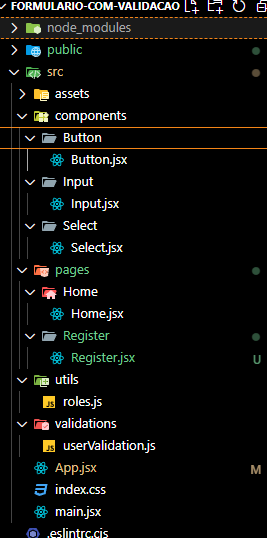 FORMULARIO-COM-VALIDACAO
node_modules
public
src
assets
components
Button
Button.jsx
Input
Input.jsx
Select
Select.jsx
pages
Home
Home.jsx
Register
Register.jsx U
utils
JS roles.js
validations
JS userValidation.js
App.jsx M
index.css
main.jsx
.eslintrc.cjs